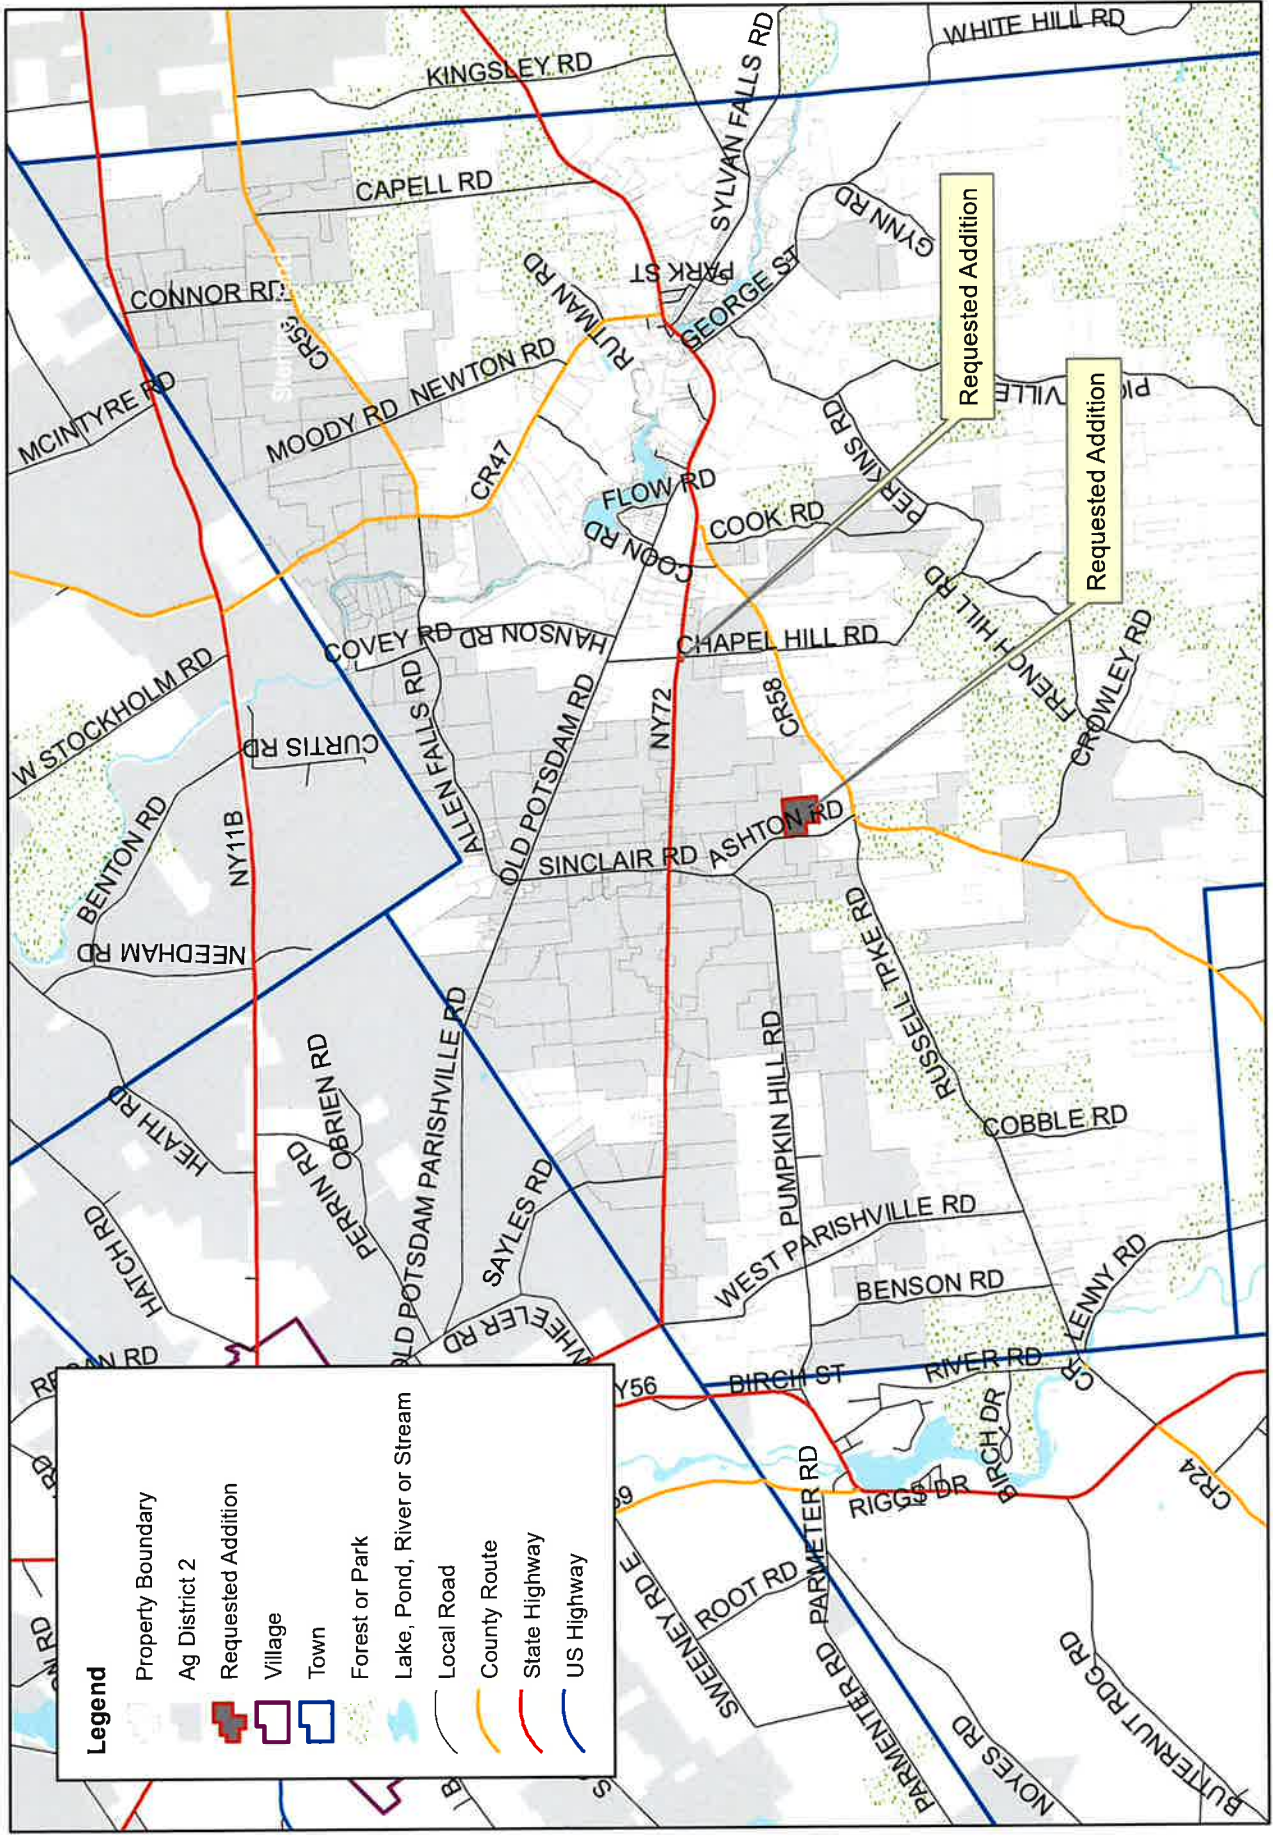 Legend
Property Boundary
Ag District 2
Requested Addition
Village
Town
Forest or Park
Lake, Pond, River or Stream
Local Road
County Route
State Highway
US Highway
Requested Addition
Requested Addition
WHITE HILL RD
KINGSLEY RD
SYLVAN FALLS RD
CAPELL RD
GYNN RD
PARK ST
GEORGE ST
RUTMAN RD
CONNOR RD
MCINTYRE RD
MOODY RD
NEWTON RD
CR47
PERKINS RD
FLOW RD
COON RD
COOK RD
COVEY RD
HANSON RD
CHAPEL HILL RD
FRENCH HILL RD
CROWLEY RD
W STOCKHOLM RD
CURTIS RD
ALLEN FALLS RD
OLD POTSDAM RD
NY72
CR58
BENTON RD
NY11B
SINCLAIR RD
ASHTON RD
NEEDHAM RD
RUSSELL TPKE RD
HEATH RD
OBRIEN RD
PERRIN RD
OLD POTSDAM PARISHVILLE RD
PUMPKIN HILL RD
COBBLE RD
HATCH RD
SAYLES RD
WHEELER RD
WEST PARISHVILLE RD
BENSON RD
LENNY RD
BIRCH ST
RIVER RD
BIRCH DR
RIGGS DR
CR24
PARMETER RD
SWEENEY RD E
ROOT RD
PARMENTER RD
NOYES RD
BUTTERNUT RDG RD